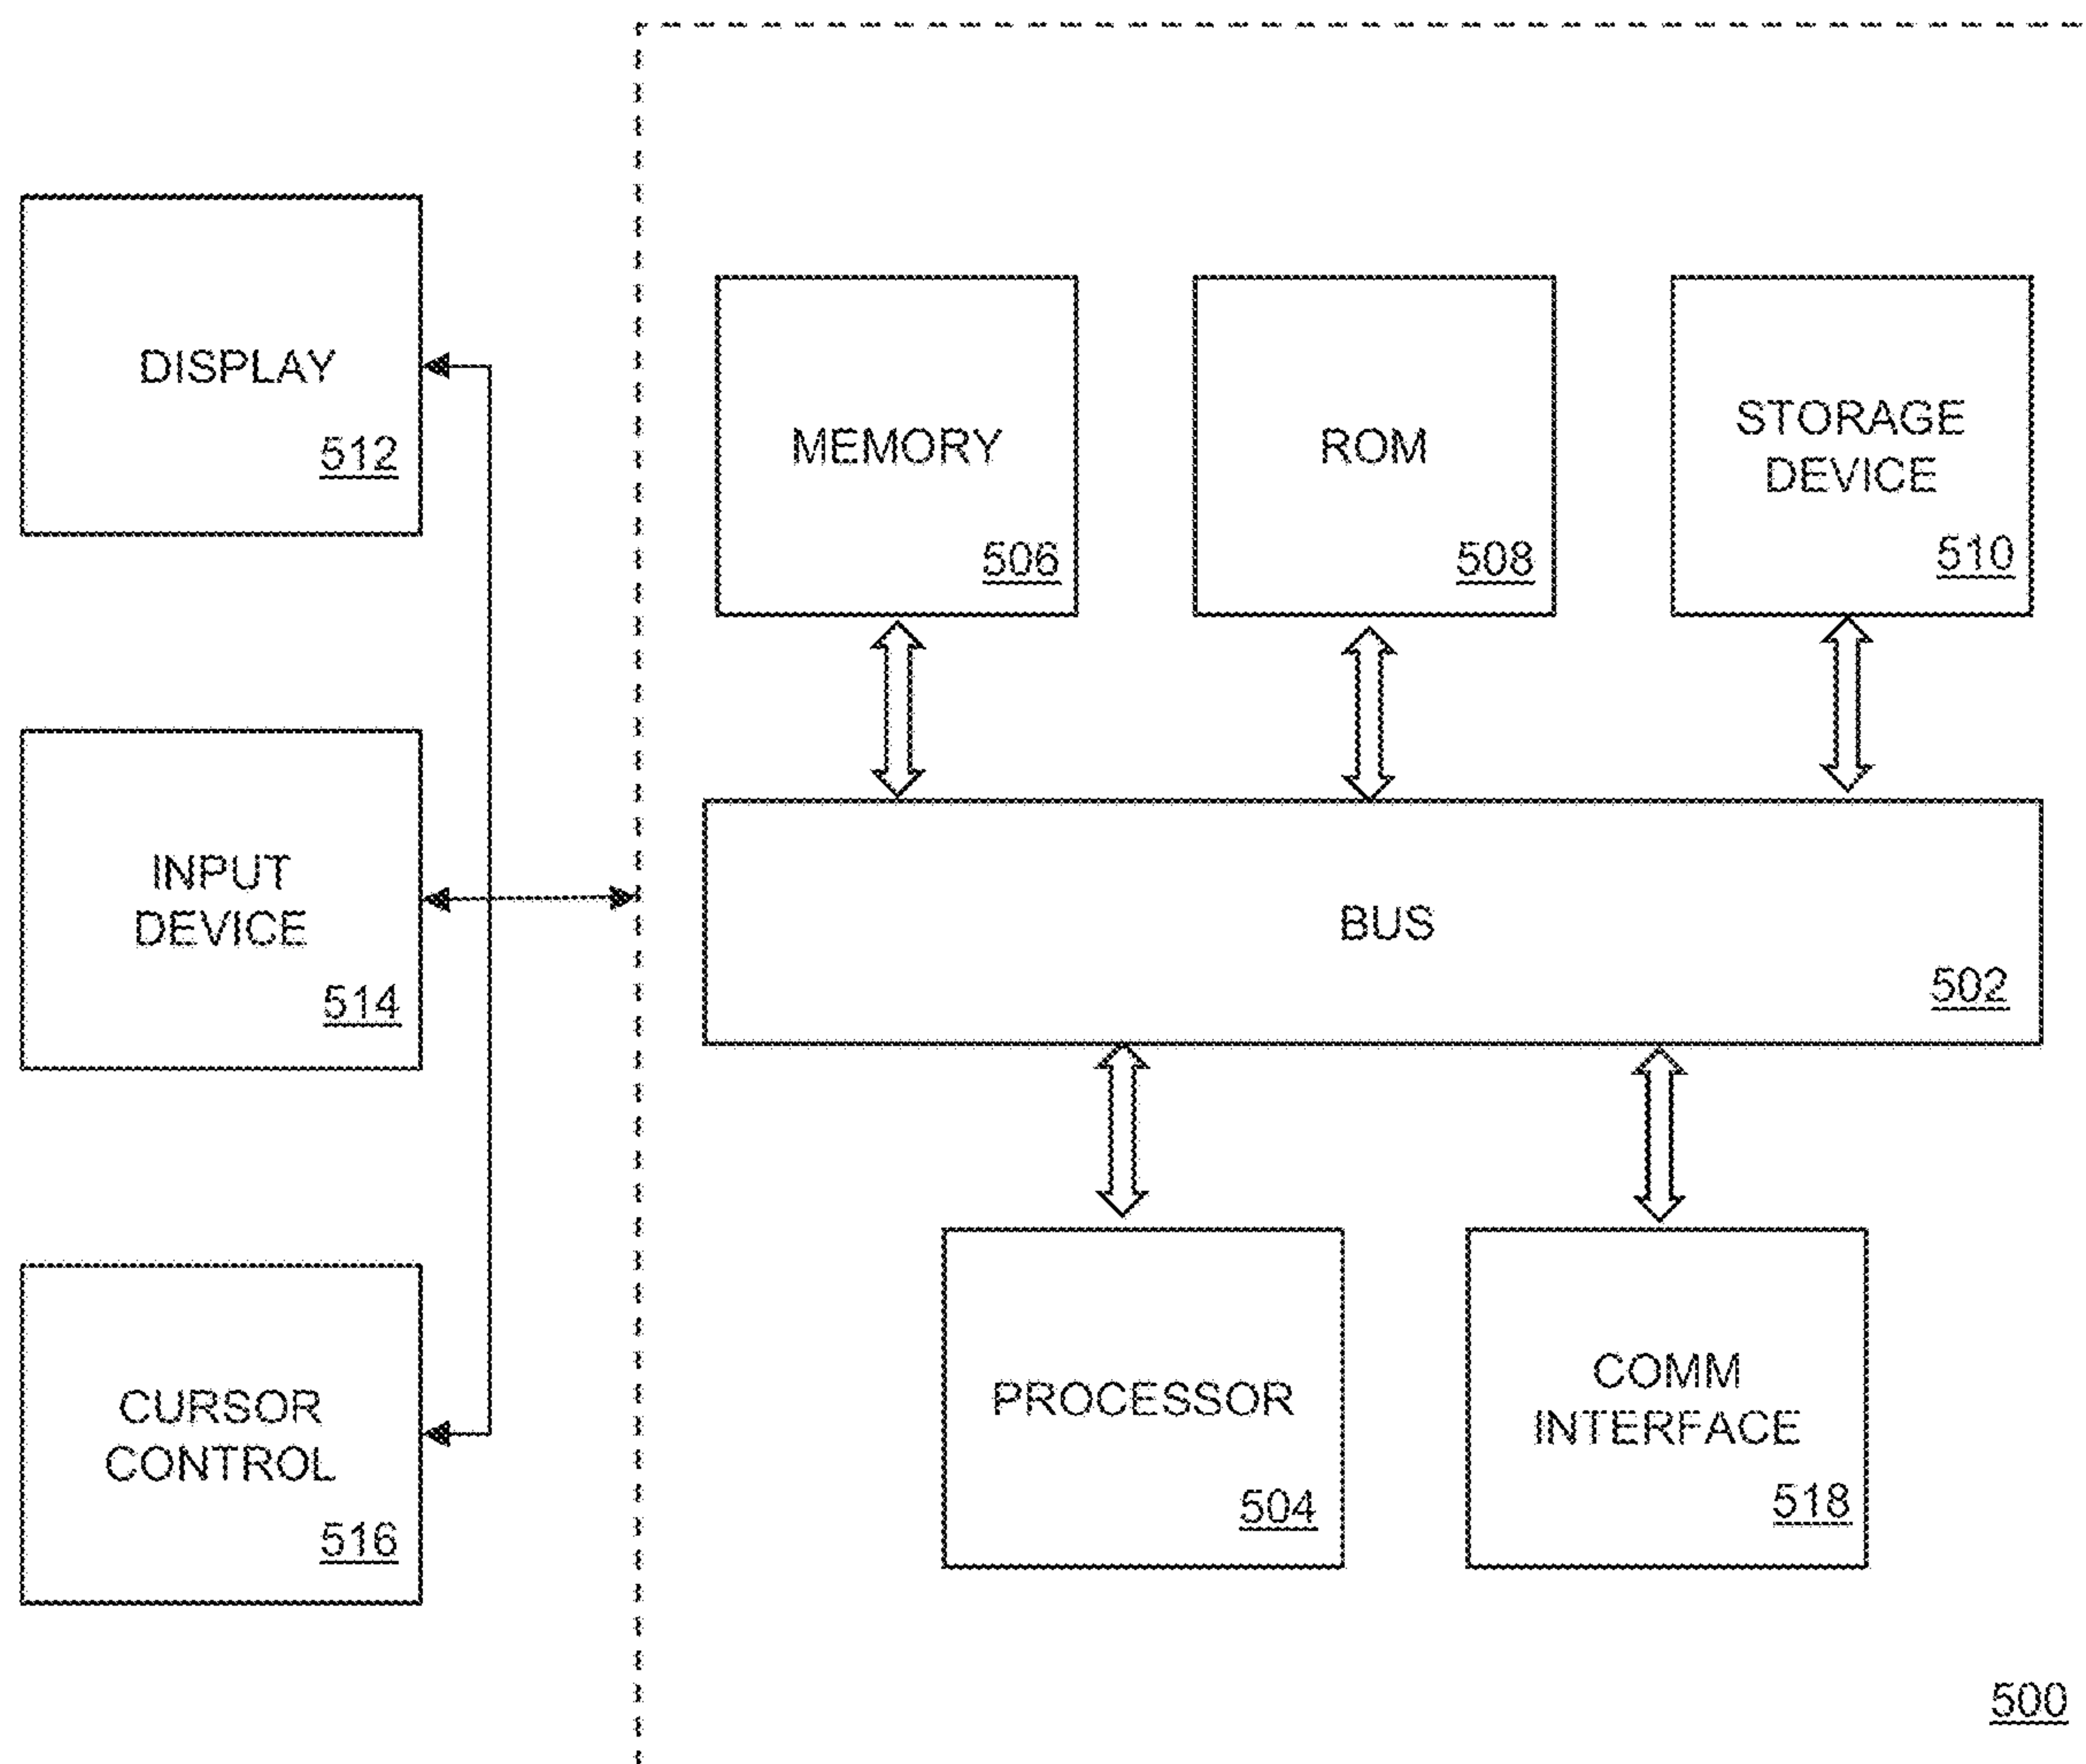 DISPLAY
512
MEMORY
506
ROM
508
STORAGE
DEVICE
510
INPUT
DEVICE
514
BUS
502
CURSOR
CONTROL
516
PROCESSOR
504
COMM
INTERFACE
518
500